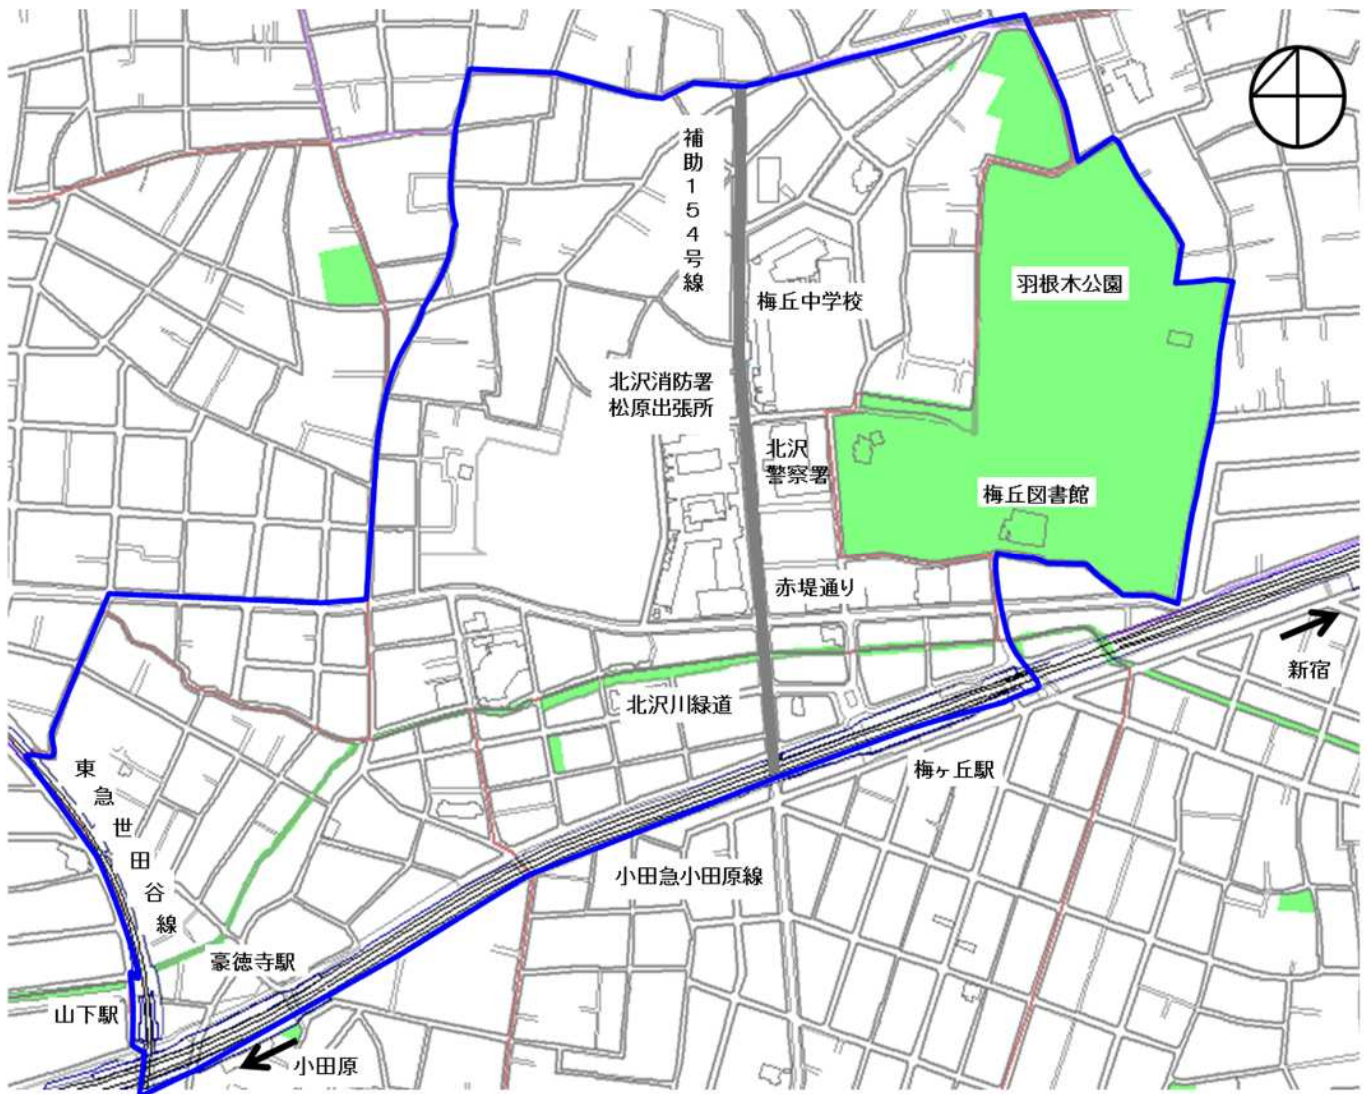 補助154号線
羽根木公園
梅丘中学校
北沢消防署
松原出張所
北沢
警察署
梅丘図書館
赤堤通り
新宿
北沢川緑道
東急世田谷線
梅ヶ丘駅
小田急小田原線
豪徳寺駅
山下駅
小田原